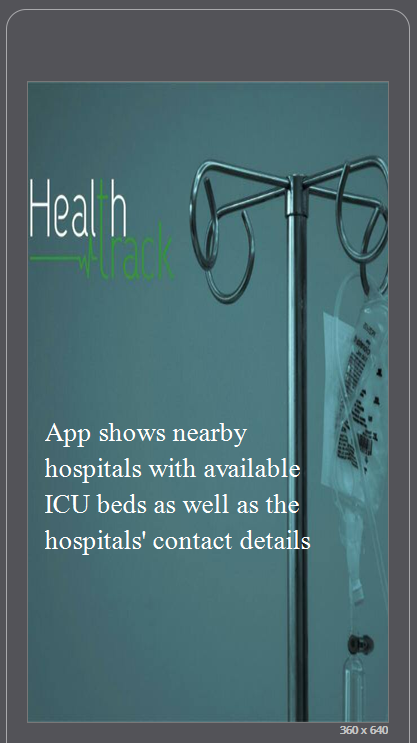 Health
track
App shows nearby
hospitals with available
ICU beds as well as the
hospitals' contact details
360 x 640